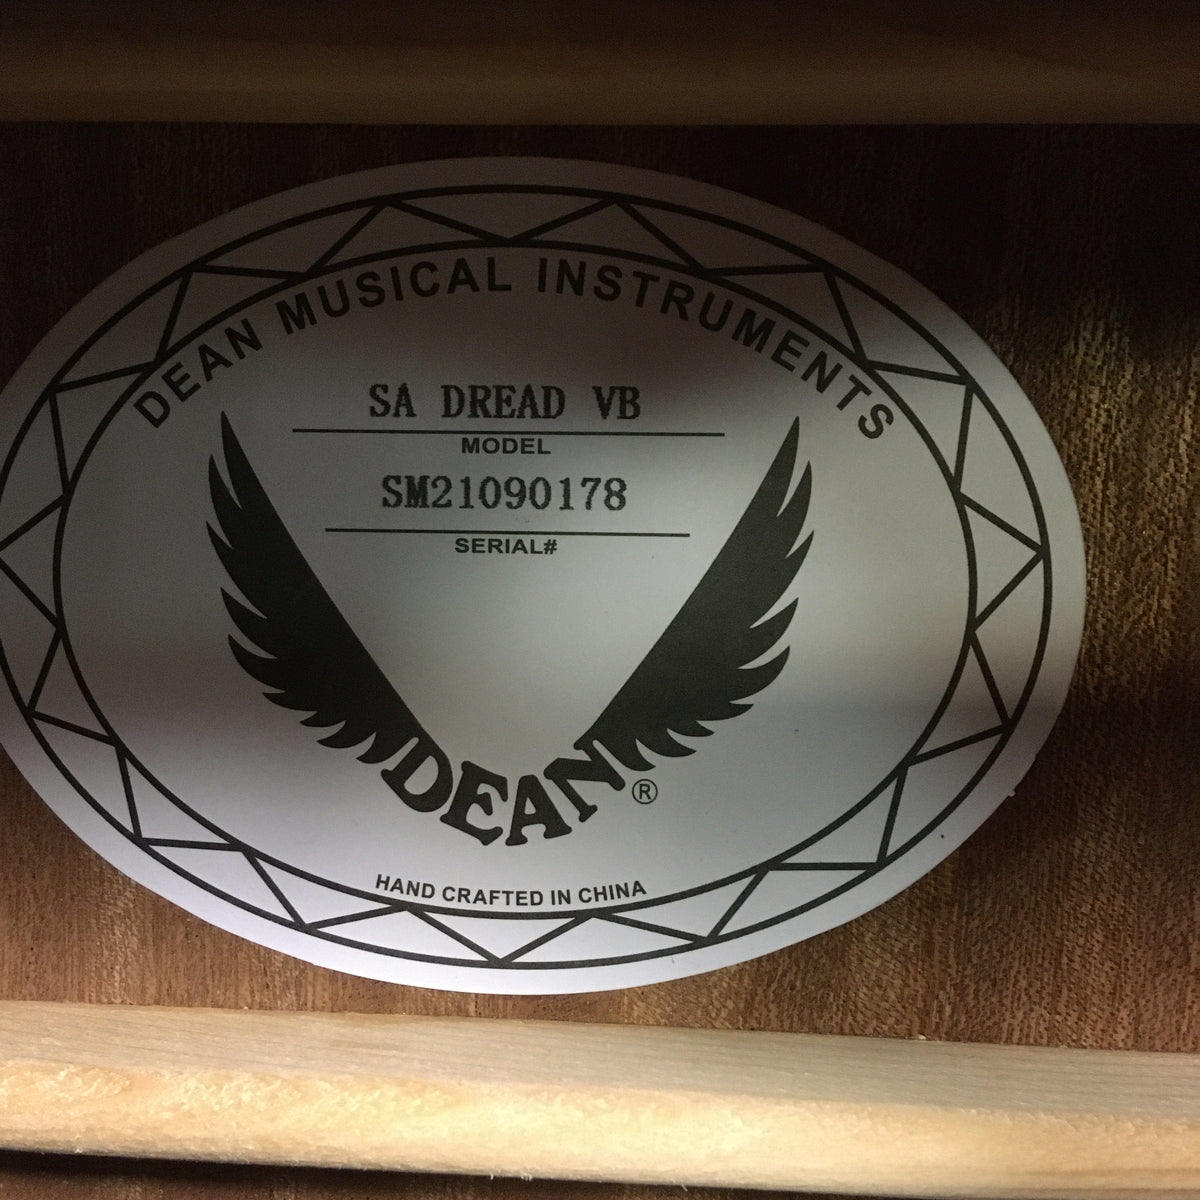 DEAN MUSICAL INSTRUMENTS
SA DREAD VB
MODEL
SM21090178
SERIAL#
DEAN®
HAND CRAFTED IN CHINA